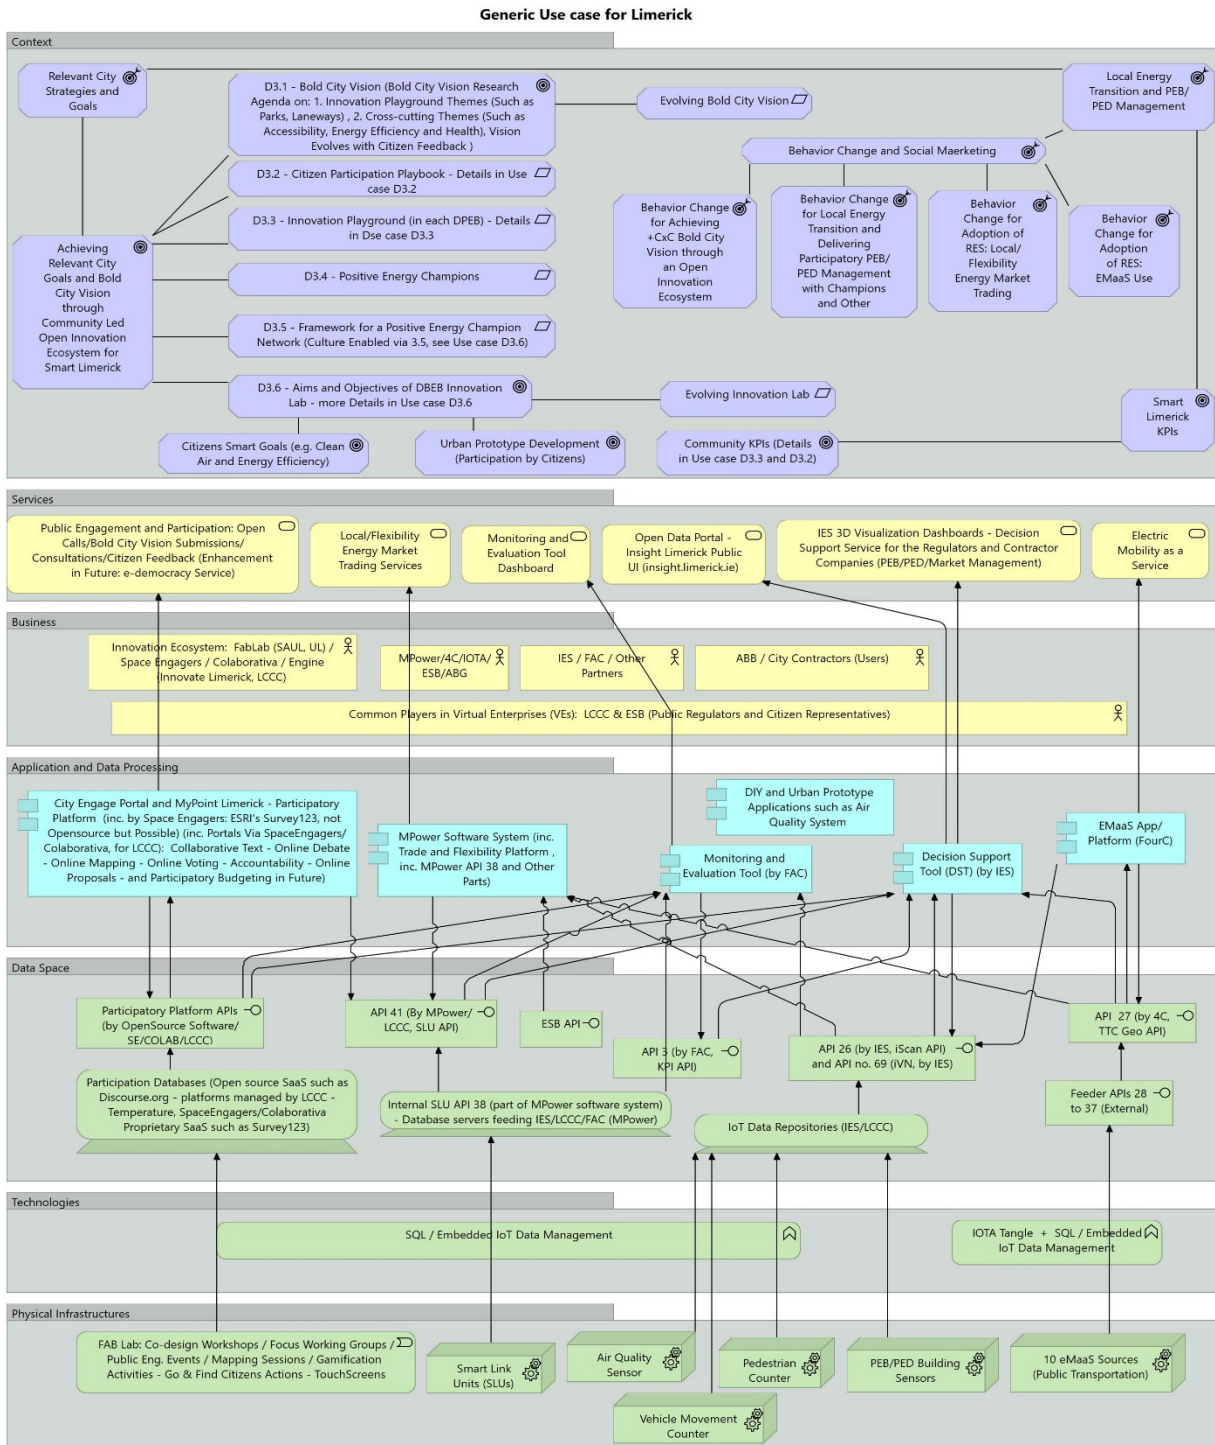 Generic Use case for Limerick
Context
Relevant City
Strategies and
Goals
D3.1 - Bold City Vision (Bold City Vision Research
Agenda on: 1. Innovation Playground Themes (Such as
Parks, Laneways) , 2. Cross-cutting Themes (Such as
Accessibility, Energy Efficiency and Health), Vision
Evolves with Citizen Feedback )
Evolving Bold City Vision
Local Energy
Transition and PEB/
PED Management
Behavior Change and Social Maerketing
D3.2 - Citizen Participation Playbook - Details in Use
case D3.2
D3.3 - Innovation Playground (in each DPEB) - Details
in Dse case D3.3
D3.4 - Positive Energy Champions
D3.5 - Framework for a Positive Energy Champion
Network (Culture Enabled via 3.5, see Use case D3.6)
Achieving
Relevant City
Goals and Bold
City Vision
through
Community Led
Open Innovation
Ecosystem for
Smart Limerick
Behavior Change
for Achieving
+CxC Bold City
Vision through
an Open
Innovation
Ecosystem
Behavior Change
for Local Energy
Transition and
Delivering
Participatory PEB/
PED Management
with Champions
and Other
Behavior
Change for
Adoption of
RES: Local/
Flexibility
Energy Market
Trading
Behavior
Change for
Adoption
of RES:
EMaaS Use
D3.6 - Aims and Objectives of DBEB Innovation
Lab - more Details in Use case D3.6
Evolving Innovation Lab
Smart
Limerick
KPIs
Citizens Smart Goals (e.g. Clean
Air and Energy Efficiency)
Urban Prototype Development
(Participation by Citizens)
Community KPIs (Details
in Use case D3.3 and D3.2)
Services
Public Engagement and Participation: Open
Calls/Bold City Vision Submissions/
Consultations/Citizen Feedback (Enhancement
in Future: e-democracy Service)
Local/Flexibility
Energy Market
Trading Services
Monitoring and
Evaluation Tool
Dashboard
Open Data Portal -
Insight Limerick Public
UI (insight.limerick.ie)
IES 3D Visualization Dashboards - Decision
Support Service for the Regulators and Contractor
Companies (PEB/PED/Market Management)
Electric
Mobility as a
Service
Business
Innovation Ecosystem: FabLab (SAUL, UL) /
Space Engagers / Colaborativa / Engine
(Innovate Limerick, LCCC)
MPower/4C/IOTA/
ESB/ABG
IES / FAC / Other
Partners
ABB / City Contractors (Users)
Common Players in Virtual Enterprises (VEs): LCCC & ESB (Public Regulators and Citizen Representatives)
Application and Data Processing
City Engage Portal and MyPoint Limerick - Participatory
Platform (inc. by Space Engagers: ESRI's Survey123, not
Opensource but Possible) (inc. Portals Via SpaceEngagers/
Colaborativa, for LCCC): Collaborative Text - Online Debate
- Online Mapping - Online Voting - Accountability - Online
Proposals - and Participatory Budgeting in Future)
MPower Software System (inc.
Trade and Flexibility Platform ,
inc. MPower API 38 and Other
Parts)
DIY and Urban Prototype
Applications such as Air
Quality System
Monitoring and
Evaluation Tool (by FAC)
Decision Support
Tool (DST) (by IES)
EMaaS App/
Platform (FourC)
Data Space
Participatory Platform APIs
(by OpenSource Software/
SE/COLAB/LCCC)
API 41 (By MPower/
LCCC, SLU API)
ESB API
API 3 (by FAC,
KPI API)
API 26 (by IES, iScan API)
and API no. 69 (iVN, by IES)
API 27 (by 4C,
TTC Geo API)
Participation Databases (Open source SaaS such as
Discourse.org - platforms managed by LCCC -
Temperature, SpaceEngagers/Colaborativa
Proprietary SaaS such as Survey123)
Internal SLU API 38 (part of MPower software system)
- Database servers feeding IES/LCCC/FAC (MPower)
IoT Data Repositories (IES/LCCC)
Feeder APIs 28
to 37 (External)
Technologies
SQL / Embedded IoT Data Management
IOTA Tangle + SQL / Embedded
IoT Data Management
Physical Infrastructures
FAB Lab: Co-design Workshops / Focus Working Groups /
Public Eng. Events / Mapping Sessions / Gamification
Activities - Go & Find Citizens Actions - TouchScreens
Smart Link
Units (SLUs)
Air Quality
Sensor
Pedestrian
Counter
PEB/PED Building
Sensors
10 eMaaS Sources
(Public Transportation)
Vehicle Movement
Counter